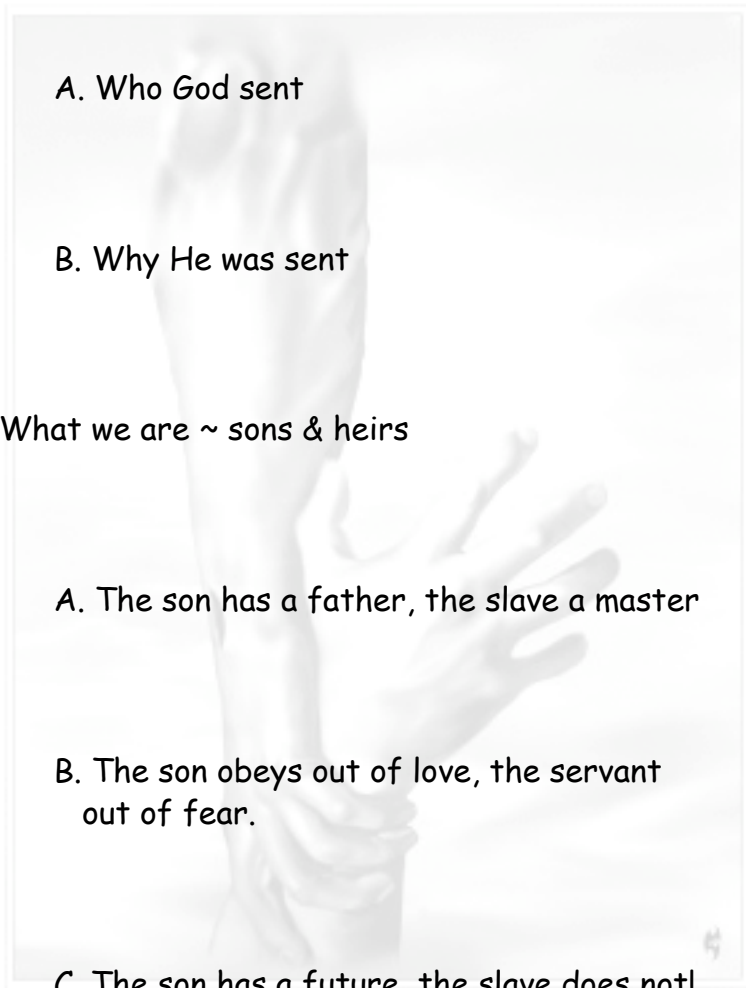 A. Who God sent
B. Why He was sent
What we are ~ sons & heirs
A. The son has a father, the slave a master
B. The son obeys out of love, the servant
out of fear.
C. The son has a future, the slave does not!